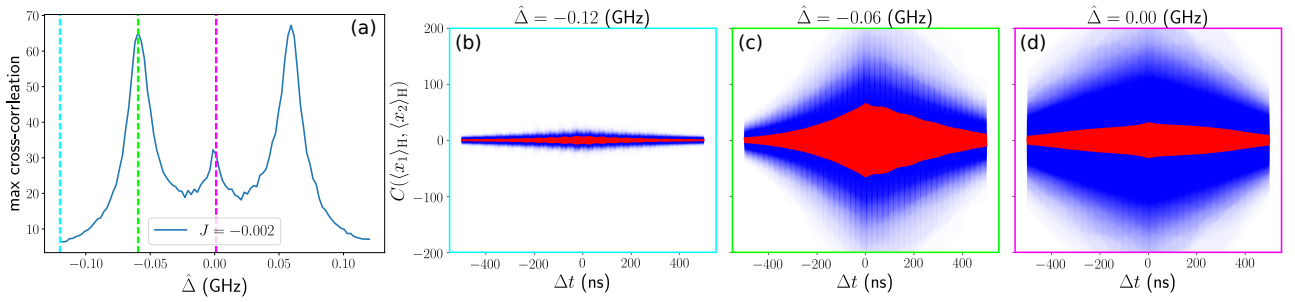 (a)
max cross-corrleation
70
60
50
40
30
20
10
J = −0.002
−0.10
−0.05
0.00
0.05
0.10
Δ̂ (GHz)
Δ̂ = −0.12 (GHz)
(b)
C(⟨x₁⟩_H, ⟨x₂⟩_H)
200
100
0
−100
−200
−400
−200
0
200
400
Δt (ns)
Δ̂ = −0.06 (GHz)
(c)
−400
−200
0
200
400
Δt (ns)
Δ̂ = 0.00 (GHz)
(d)
−400
−200
0
200
400
Δt (ns)